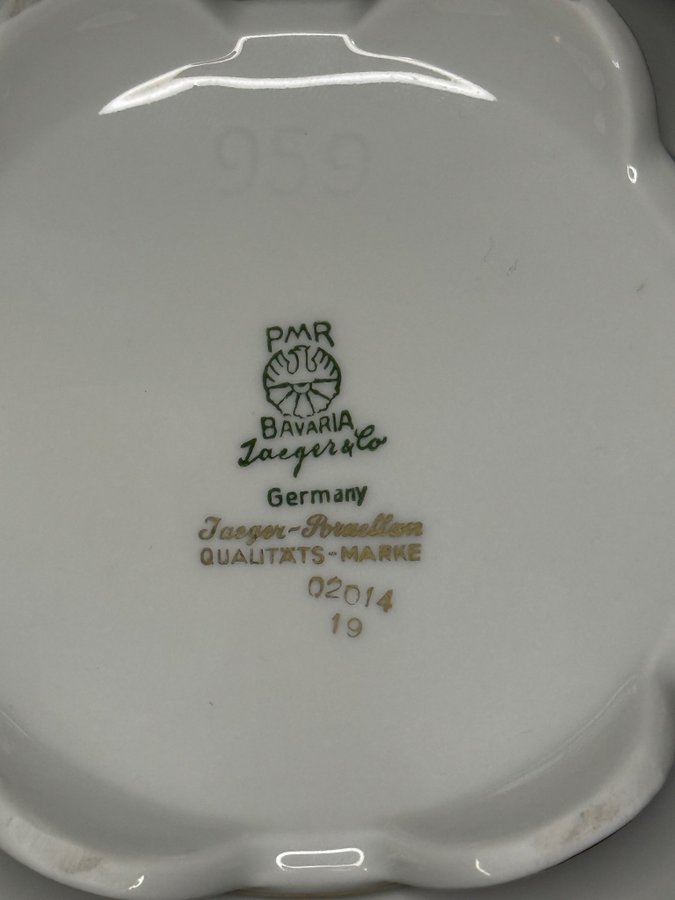 959
PMR
BAVARIA
Jaeger & Co
Germany
Jaeger-Porzellan
QUALITÄTS-MARKE
02014
19